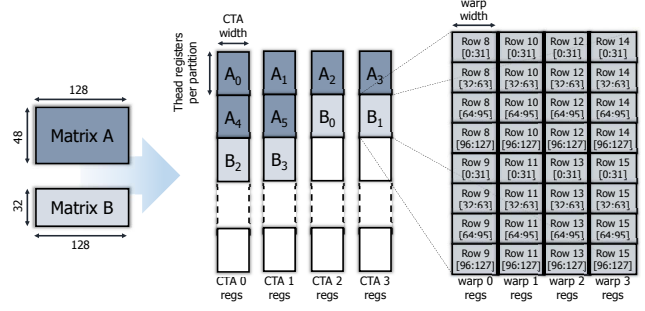 CTA
width
Thead registers
per partition
128
48
Matrix A
32
Matrix B
128
A0 A1 A2 A3
A4 A5 B0 B1
B2 B3
CTA 0 CTA 1 CTA 2 CTA 3
regs regs regs regs
warp
width
Row 8 Row 10 Row 12 Row 14
[0:31] [0:31] [0:31] [0:31]
Row 8 Row 10 Row 12 Row 14
[32:63] [32:63] [32:63] [32:63]
Row 8 Row 10 Row 12 Row 14
[64:95] [64:95] [64:95] [64:95]
Row 8 Row 10 Row 12 Row 14
[96:127] [96:127] [96:127] [96:127]
Row 9 Row 11 Row 13 Row 15
[0:31] [0:31] [0:31] [0:31]
Row 9 Row 11 Row 13 Row 15
[32:63] [32:63] [32:63] [32:63]
Row 9 Row 11 Row 13 Row 15
[64:95] [64:95] [64:95] [64:95]
Row 9 Row 11 Row 13 Row 15
[96:127] [96:127] [96:127] [96:127]
warp 0 warp 1 warp 2 warp 3
regs regs regs regs